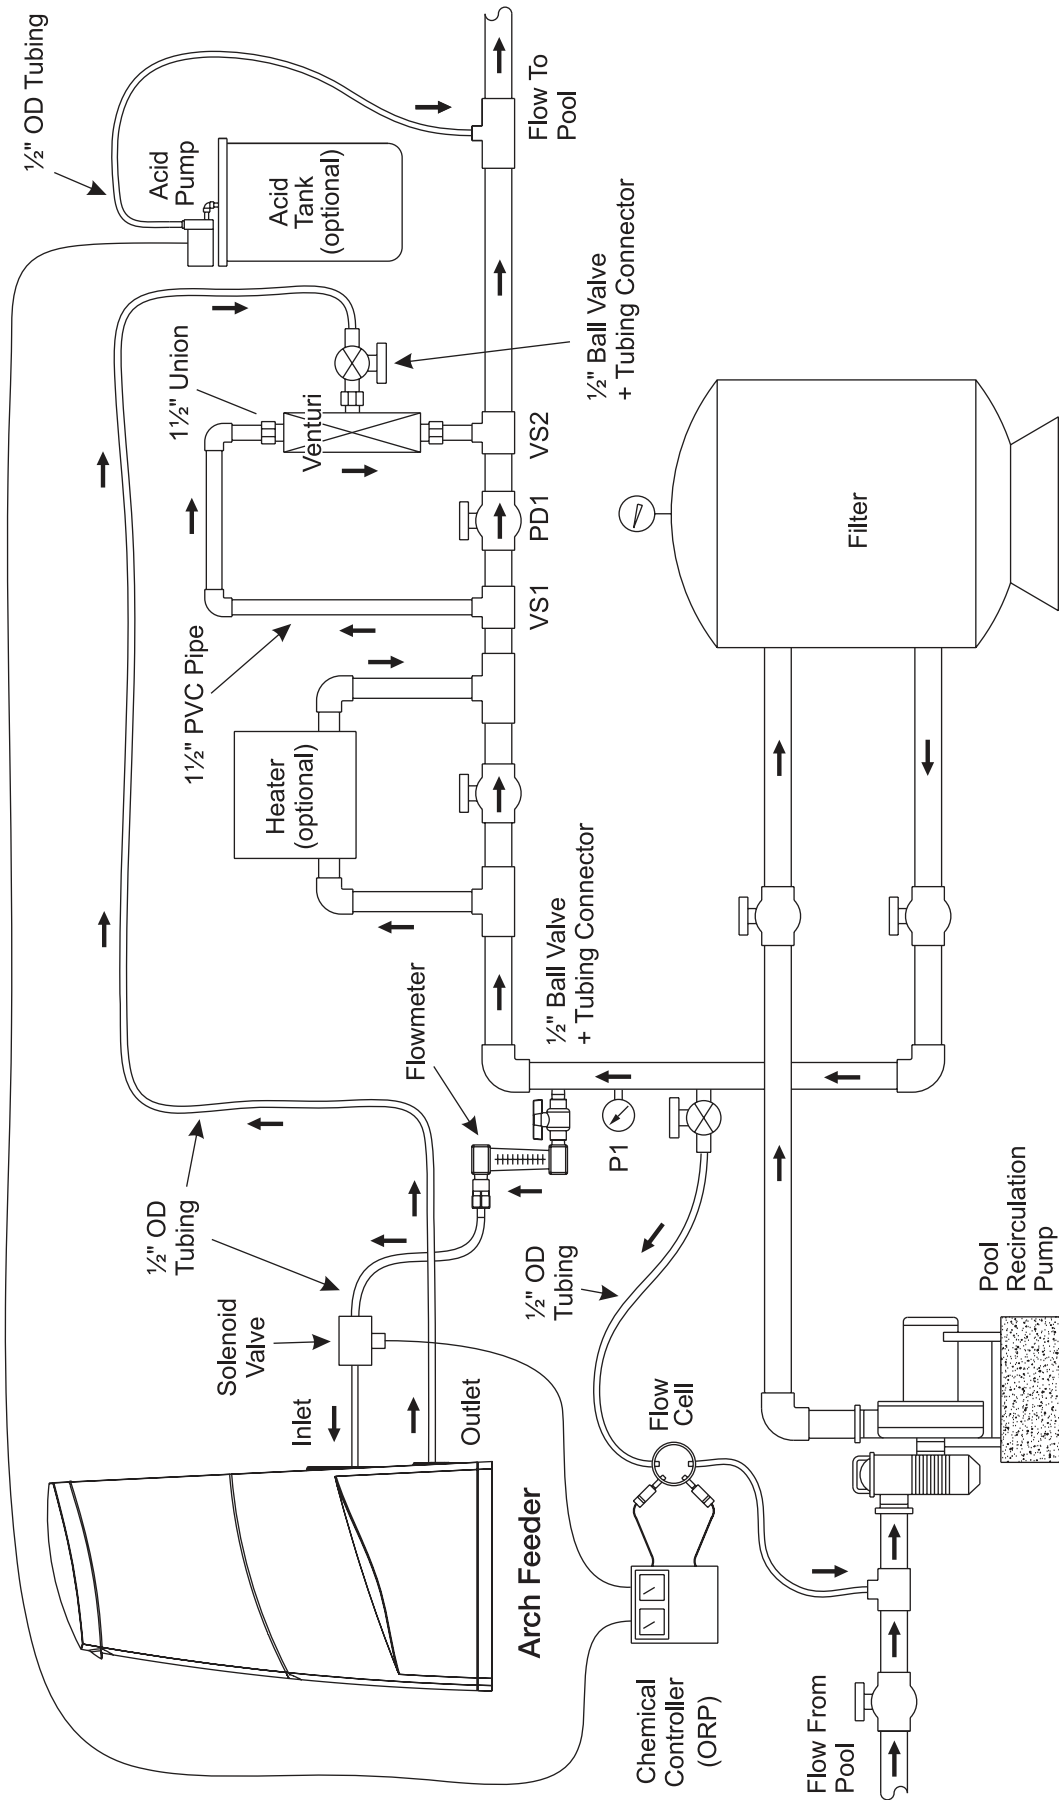 ½" OD Tubing
Acid
Pump
Acid
Tank
(optional)
Flow To
Pool
1½" Union
Venturi
½" Ball Valve
+ Tubing Connector
VS2
PD1
VS1
1½" PVC Pipe
Heater
(optional)
Filter
½" Ball Valve
+ Tubing Connector
Flowmeter
P1
½" OD
Tubing
Solenoid
Valve
½" OD
Tubing
Pool
Recirculation
Pump
Inlet
Outlet
Flow
Cell
Arch Feeder
Chemical
Controller
(ORP)
Flow From
Pool